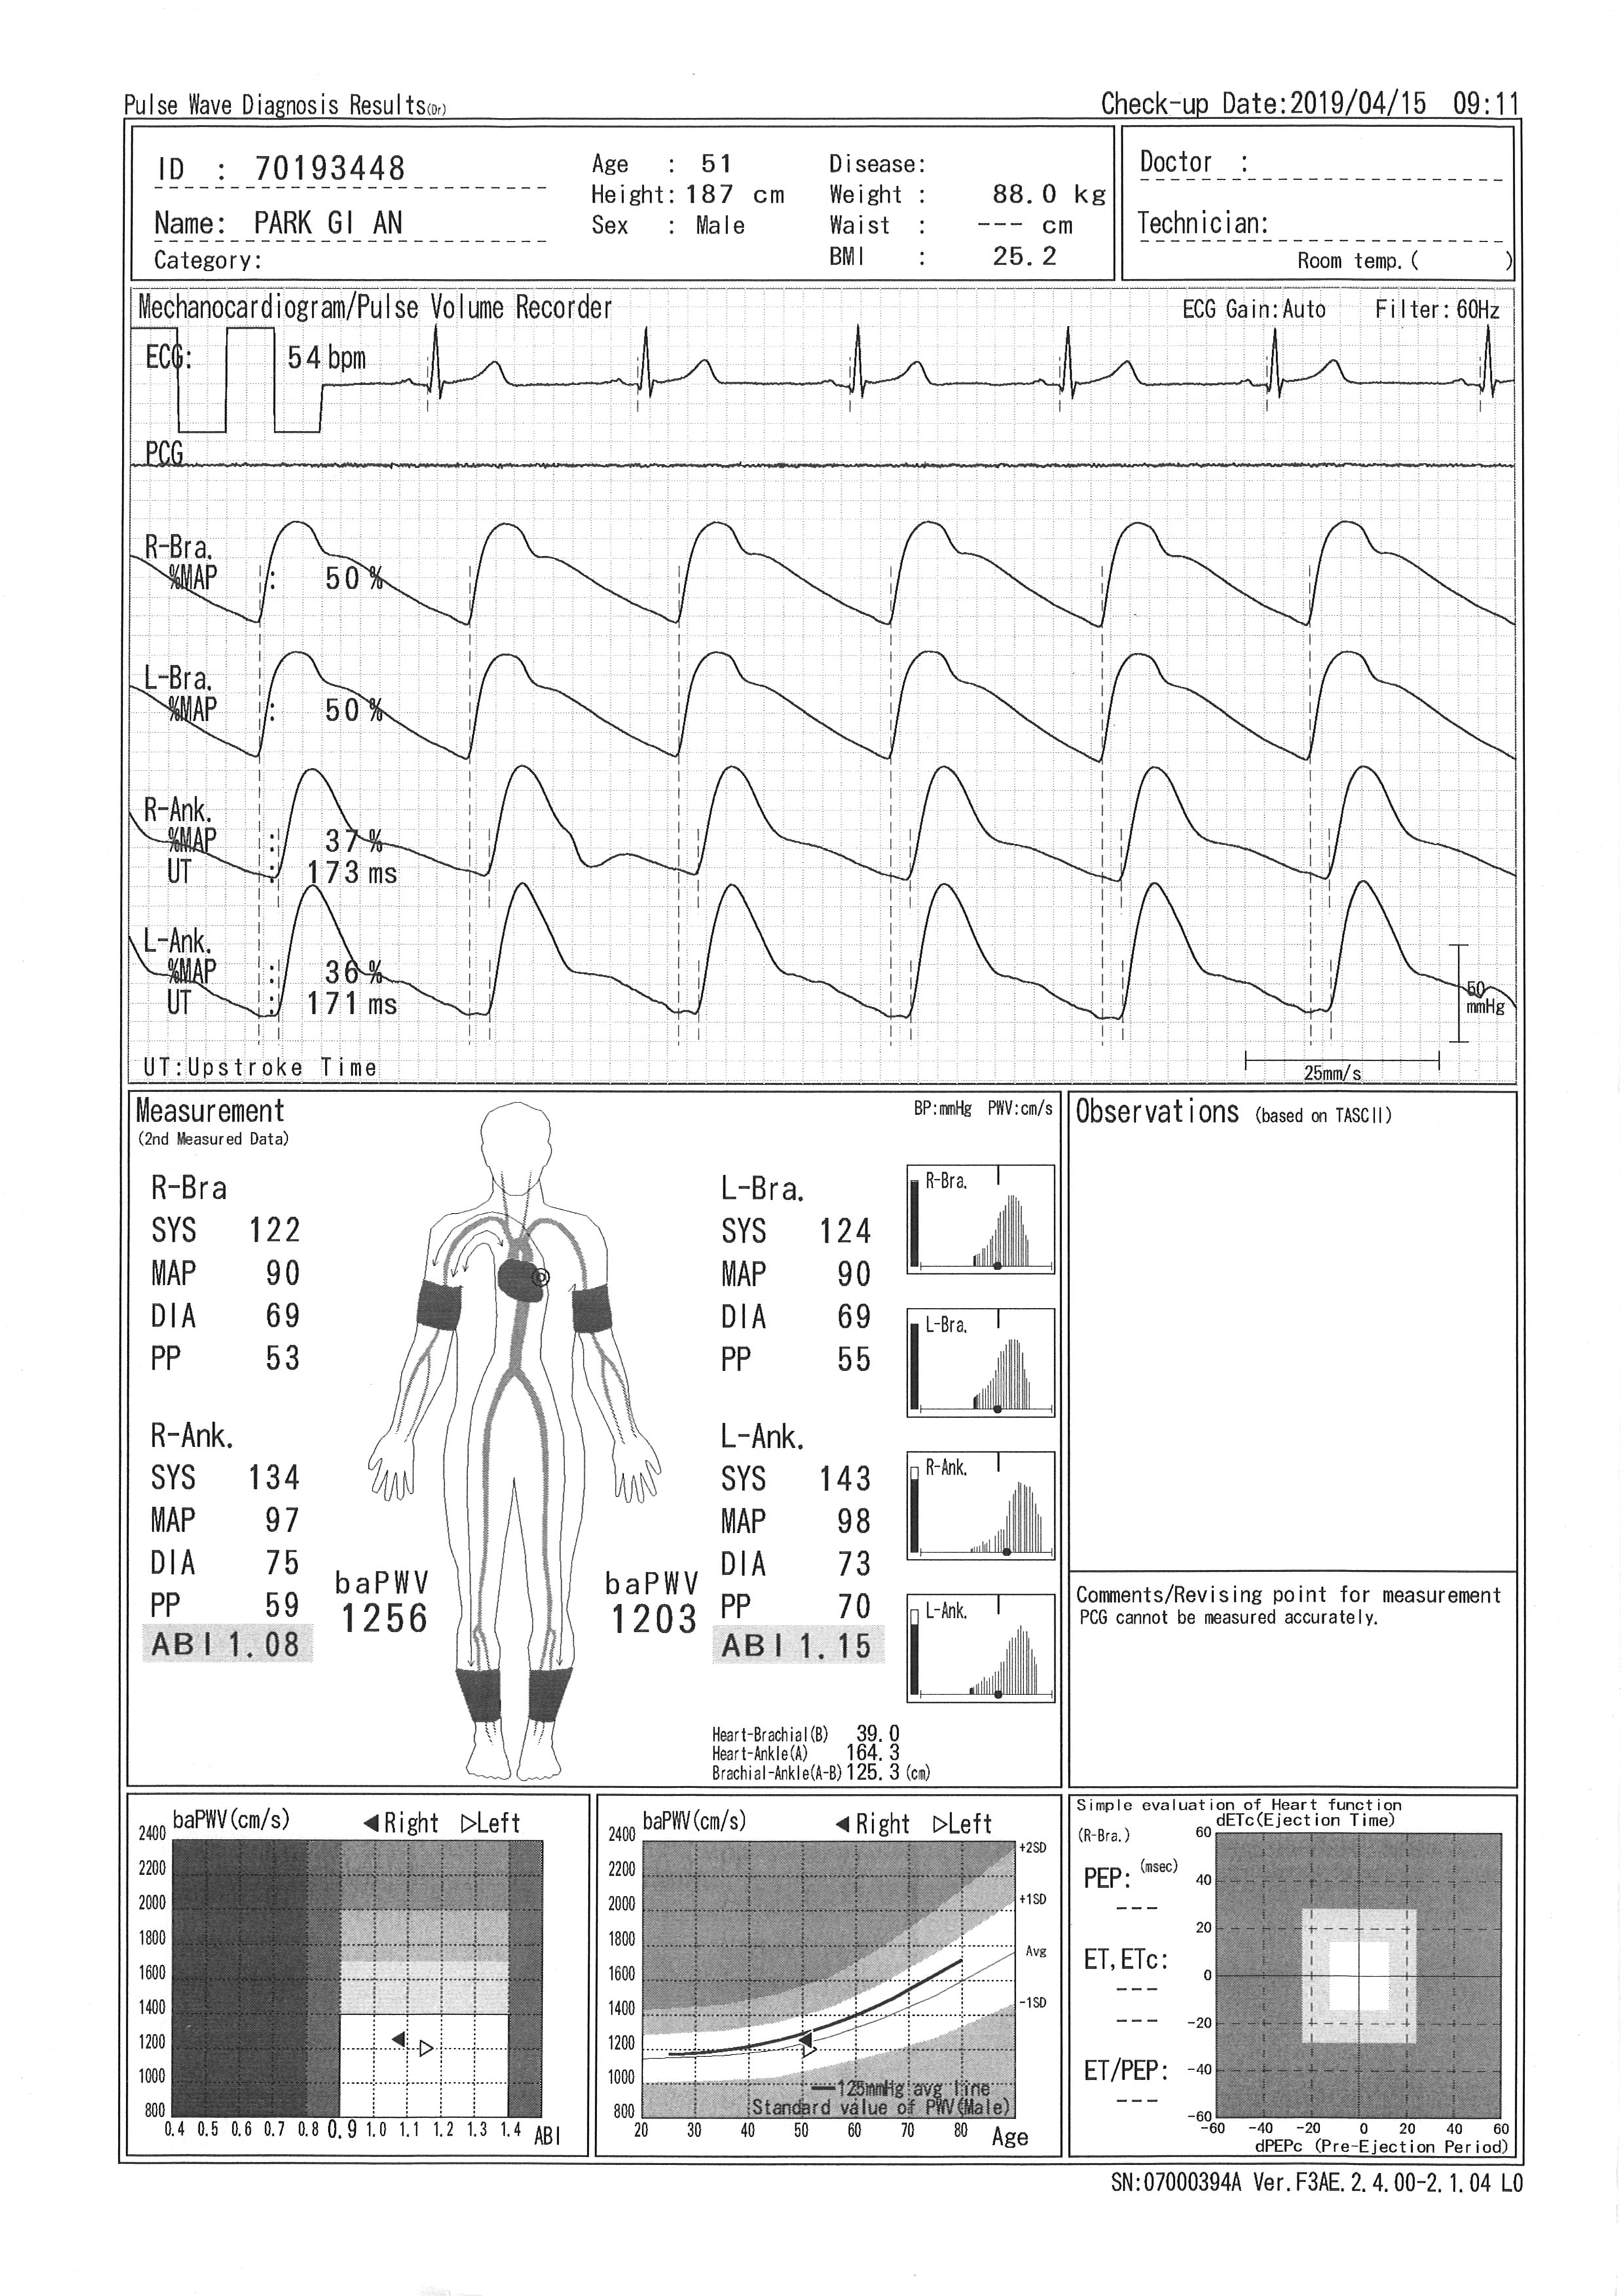 Pulse Wave Diagnosis Results(Dr) Check-up Date:2019/04/15 09:11
ID : 70193448
Name: PARK GI AN
Category:
Age : 51
Height: 187 cm
Sex : Male
Disease:
Weight : 88.0 kg
Waist : --- cm
BMI : 25.2
Doctor :
Technician:
Room temp.( )
Mechanocardiogram/Pulse Volume Recorder ECG Gain:Auto Filter:60Hz
ECG: 54 bpm
PCG
R-Bra.
%MAP : 50 %
L-Bra.
%MAP : 50 %
R-Ank.
%MAP : 37 %
UT : 173 ms
L-Ank.
%MAP : 36 %
UT : 171 ms
50
mmHg
UT:Upstroke Time
25mm/s
Measurement
(2nd Measured Data)
BP:mmHg PWV:cm/s
R-Bra
SYS 122
MAP 90
DIA 69
PP 53
L-Bra.
SYS 124
MAP 90
DIA 69
PP 55
R-Ank.
SYS 134
MAP 97
DIA 75
PP 59
ABI 1.08
baPWV
1256
baPWV
1203
L-Ank.
SYS 143
MAP 98
DIA 73
PP 70
ABI 1.15
R-Bra.
L-Bra.
R-Ank.
L-Ank.
Heart-Brachial(B) 39.0
Heart-Ankle(A) 164.3
Brachial-Ankle(A-B) 125.3 (cm)
Observations (based on TASCII)
Comments/Revising point for measurement
PCG cannot be measured accurately.
baPWV(cm/s) ◀Right ▷Left
2400
2200
2000
1800
1600
1400
1200
1000
800
0.4 0.5 0.6 0.7 0.8 0.9 1.0 1.1 1.2 1.3 1.4 ABI
baPWV(cm/s) ◀Right ▷Left
2400
2200
2000
1800
1600
1400
1200
1000
800
+2SD
+1SD
Avg
-1SD
125mmHg avg line
Standard value of PWV(Male)
20 30 40 50 60 70 80 Age
Simple evaluation of Heart function
dETc(Ejection Time)
(R-Bra.)
PEP: (msec)
---
ET, ETc:
---
---
ET/PEP:
---
60
40
20
0
-20
-40
-60
-60 -40 -20 0 20 40 60
dPEPc (Pre-Ejection Period)
SN:07000394A Ver.F3AE.2.4.00-2.1.04 L0